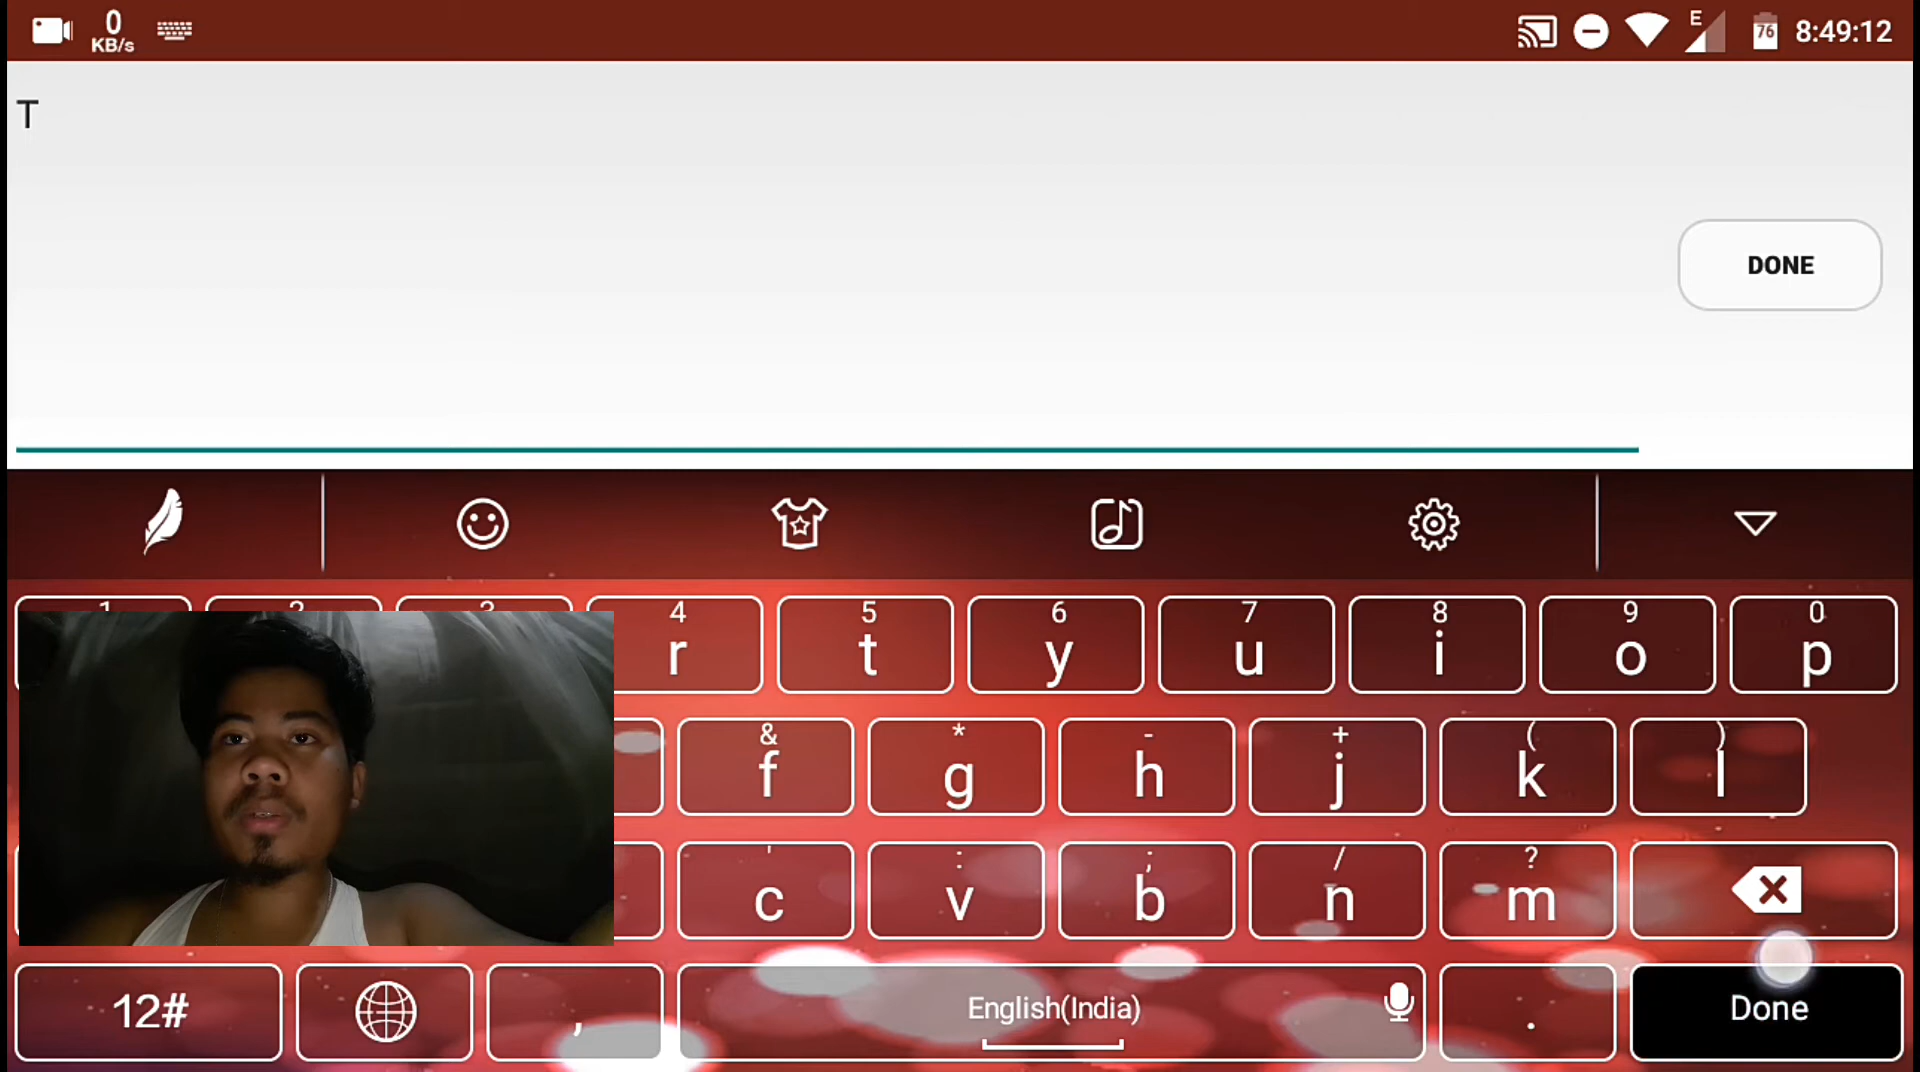 0
KB/s
E
76
8:49:12
T
DONE
4 5 6 7 8 9 0
r t y u i o p
& * - + ( )
f g h j k l
' : ; / ?
c v b n m
12# , English(India) . Done